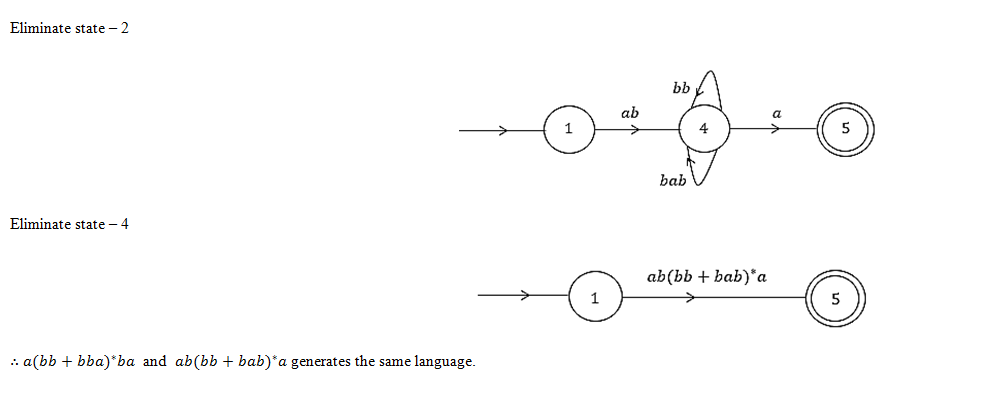 Eliminate state – 2
bb
ab
a
1
4
5
bab
Eliminate state – 4
ab(bb + bab)*a
1
5
∴ a(bb + bba)*ba and ab(bb + bab)*a generates the same language.